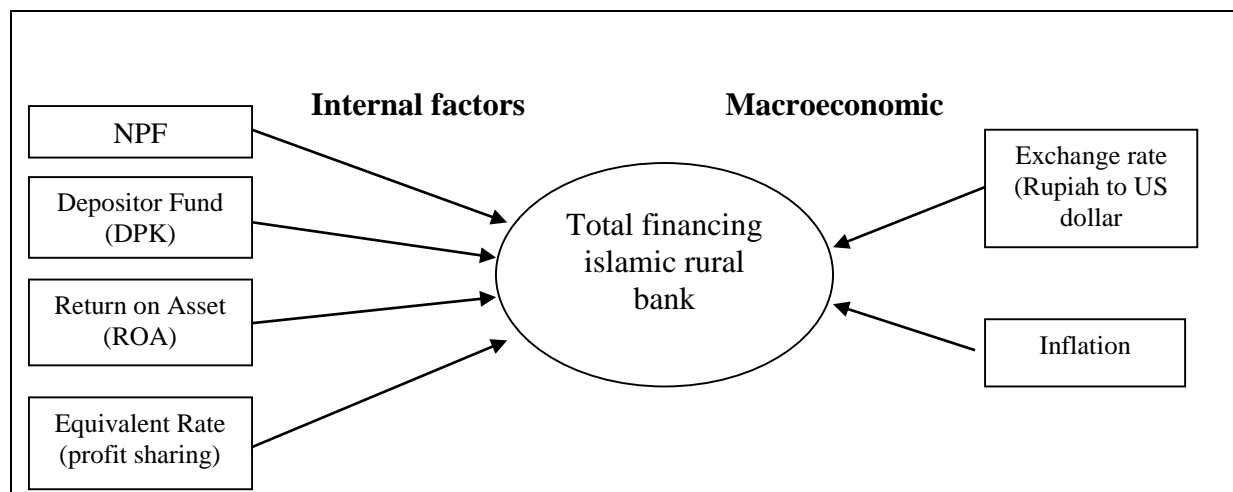 Internal factors
Macroeconomic
NPF
Depositor Fund
(DPK)
Return on Asset
(ROA)
Equivalent Rate
(profit sharing)
Total financing
islamic rural
bank
Exchange rate
(Rupiah to US
dollar
Inflation